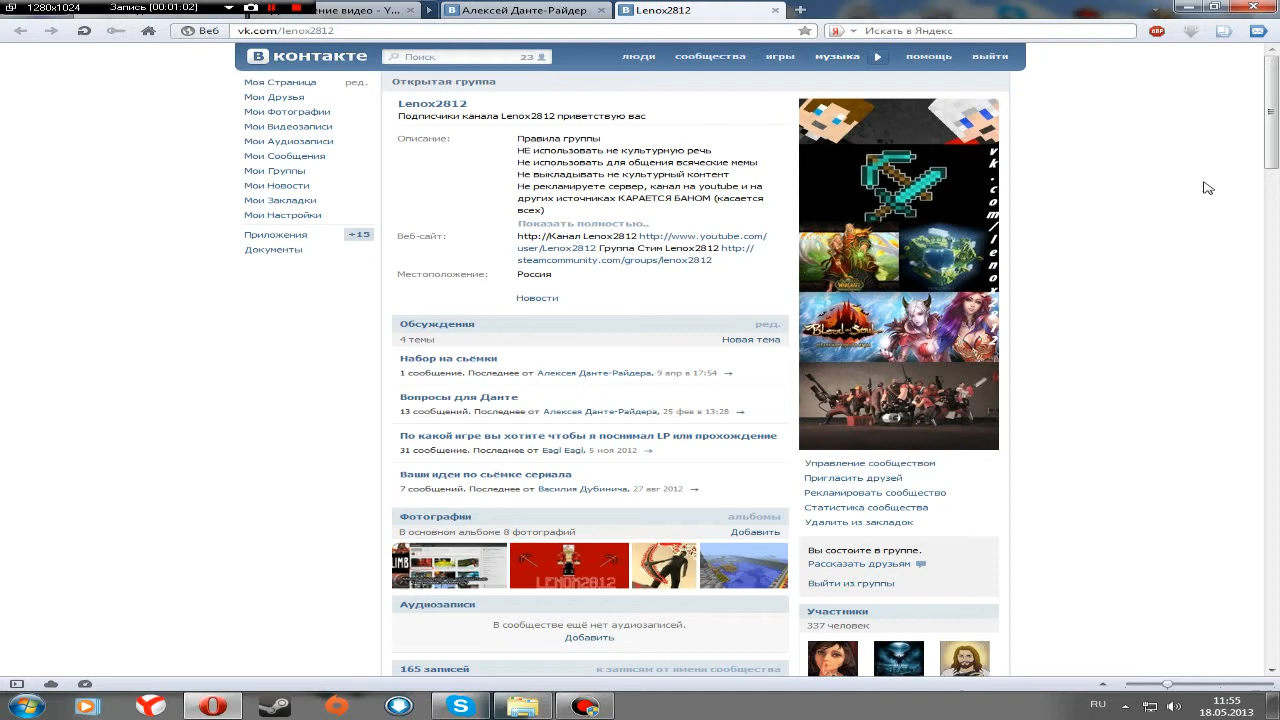 1280x1024 Запись [00:01:02]
ение видео - Y...
Алексей Данте-Райдер
Lenox2812
Веб
vk.com/lenox2812
Искать в Яндекс
ABP
В контакте
Поиск
23
люди
сообщества
игры
музыка
помощь
выйти
Моя Страница
ред.
Мои Друзья
Мои Фотографии
Мои Видеозаписи
Мои Аудиозаписи
Мои Сообщения
Мои Группы
Мои Новости
Мои Закладки
Мои Настройки
Приложения
+15
Документы
Открытая группа
Lenox2812
Подписчики канала Lenox2812 приветствую вас
Описание:
Правила группы
НЕ использовать не культурную речь
Не использовать для общения всяческие мемы
Не выкладывать не культурный контент
Не рекламируете сервер, канал на youtube и на
других источниках КАРАЕТСЯ БАНОМ (касается
всех)
Показать полностью..
Веб-сайт:
http://Канал Lenox2812 http://www.youtube.com/
user/Lenox2812 Группа Стим Lenox2812 http://
steamcommunity.com/groups/lenox2812
Местоположение:
Россия
Новости
Обсуждения
ред.
4 темы
Новая тема
Набор на сьёмки
1 сообщение. Последнее от Алексея Данте-Райдера, 9 апр в 17:54 →
Вопросы для Данте
13 сообщений. Последнее от Алексея Данте-Райдера, 25 фев в 13:28 →
По какой игре вы хотите чтобы я поснимал LP или прохождение
31 сообщение. Последнее от Eagl Eagl, 5 ноя 2012 →
Ваши идеи по сьёмке сериала
7 сообщений. Последнее от Василия Дубинича, 27 авг 2012 →
Фотографии
альбомы
В основном альбоме 8 фотографий
Добавить
LIMB
LENOX2812
Аудиозаписи
В сообществе ещё нет аудиозаписей.
Добавить
165 записей
к записям от имени сообщества
vk.com/lenox2812
Управление сообществом
Пригласить друзей
Рекламировать сообщество
Статистика сообщества
Удалить из закладок
Вы состоите в группе.
Рассказать друзьям
Выйти из группы
Участники
337 человек
RU
11:55
18.05.2013